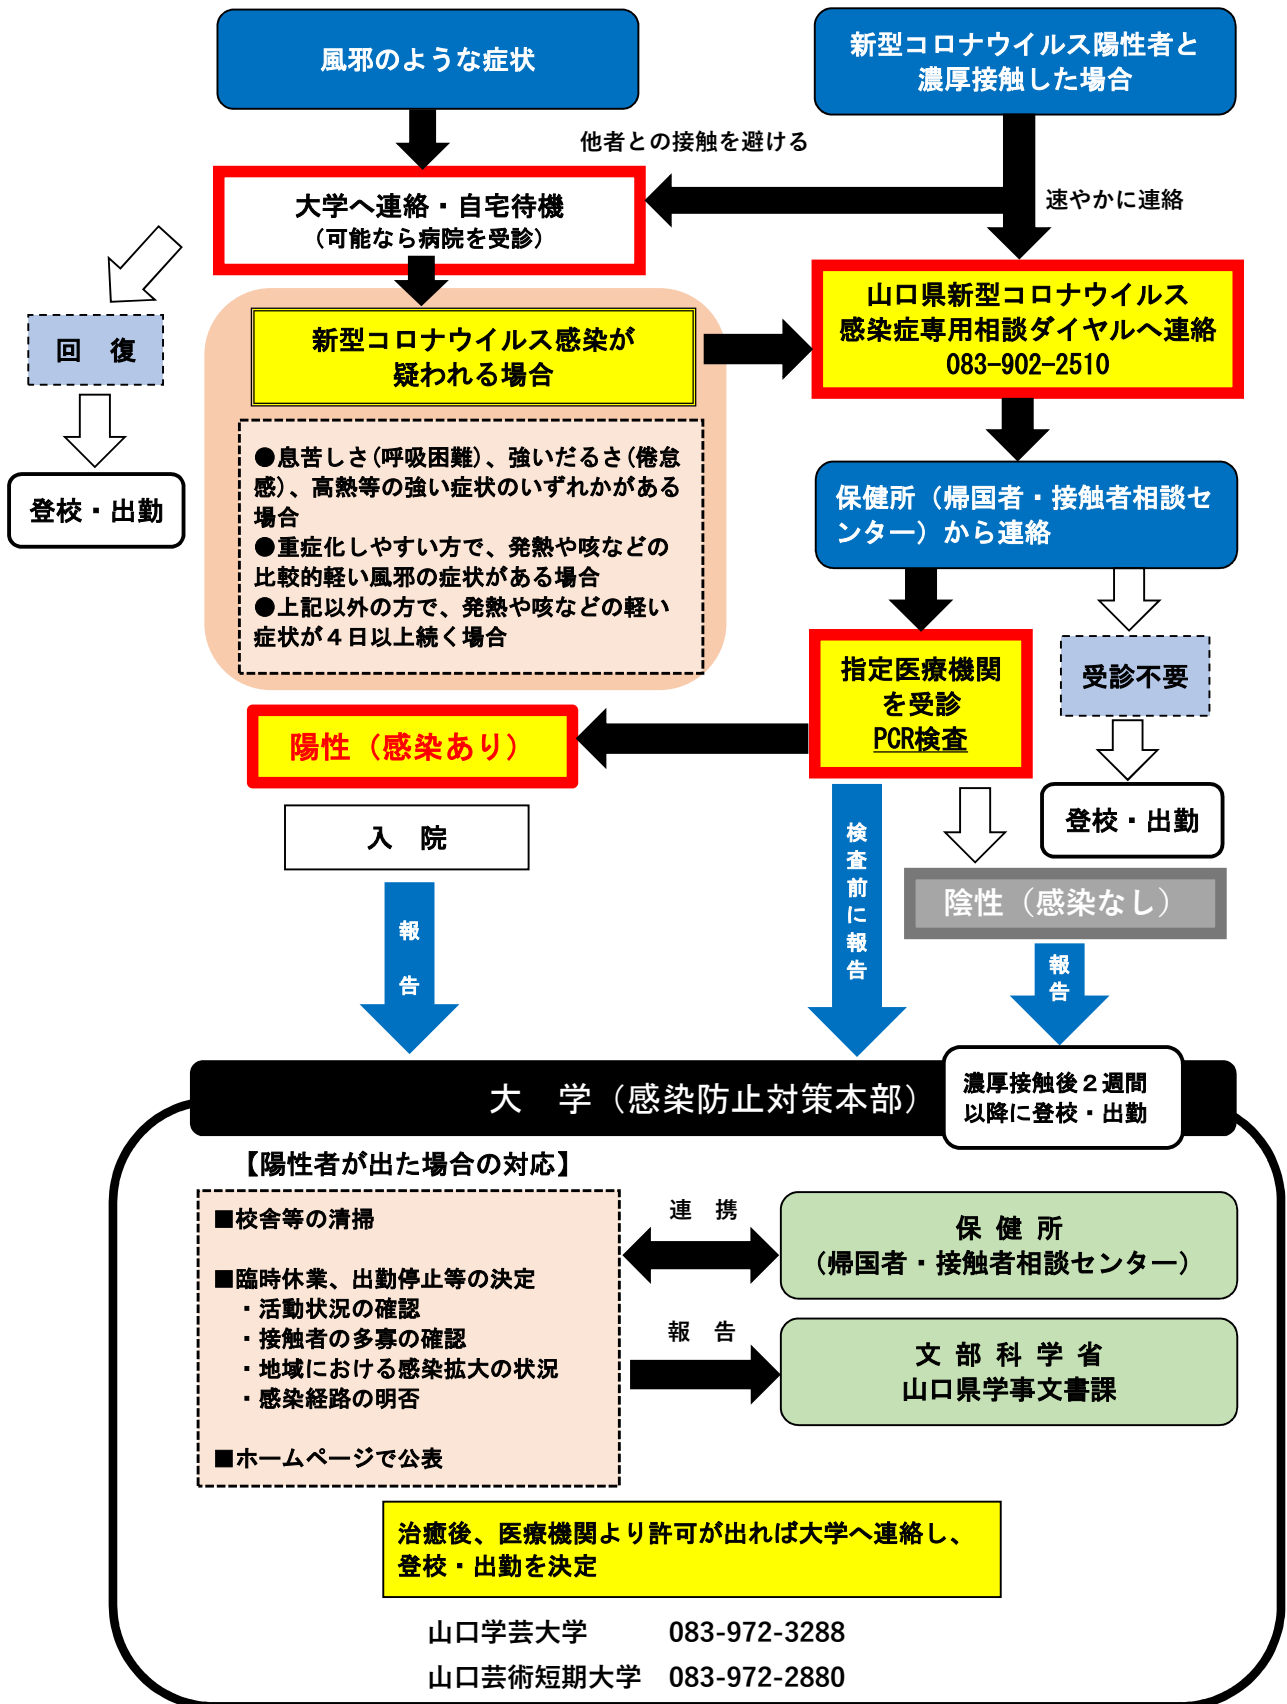 風邪のような症状
新型コロナウイルス陽性者と
濃厚接触した場合
他者との接触を避ける
速やかに連絡
大学へ連絡・自宅待機
（可能なら病院を受診）
山口県新型コロナウイルス
感染症専用相談ダイヤルへ連絡
083-902-2510
回　復
新型コロナウイルス感染が
疑われる場合
登校・出勤
●息苦しさ（呼吸困難）、強いだるさ（倦怠
感）、高熱等の強い症状のいずれかがある
場合
●重症化しやすい方で、発熱や咳などの
比較的軽い風邪の症状がある場合
●上記以外の方で、発熱や咳などの軽い
症状が４日以上続く場合
保健所（帰国者・接触者相談セ
ンター）から連絡
指定医療機関
を受診
PCR検査
受診不要
登校・出勤
陽性（感染あり）
入　院
報　告
検査前に報告
陰性（感染なし）
報告
大　学（感染防止対策本部）
濃厚接触後２週間
以降に登校・出勤
【陽性者が出た場合の対応】
■校舎等の清掃
■臨時休業、出勤停止等の決定
・活動状況の確認
・接触者の多寡の確認
・地域における感染拡大の状況
・感染経路の明否
■ホームページで公表
連　携
保 健 所
（帰国者・接触者相談センター）
報　告
文 部 科 学 省
山口県学事文書課
治癒後、医療機関より許可が出れば大学へ連絡し、
登校・出勤を決定
山口学芸大学　083-972-3288
山口芸術短期大学　083-972-2880